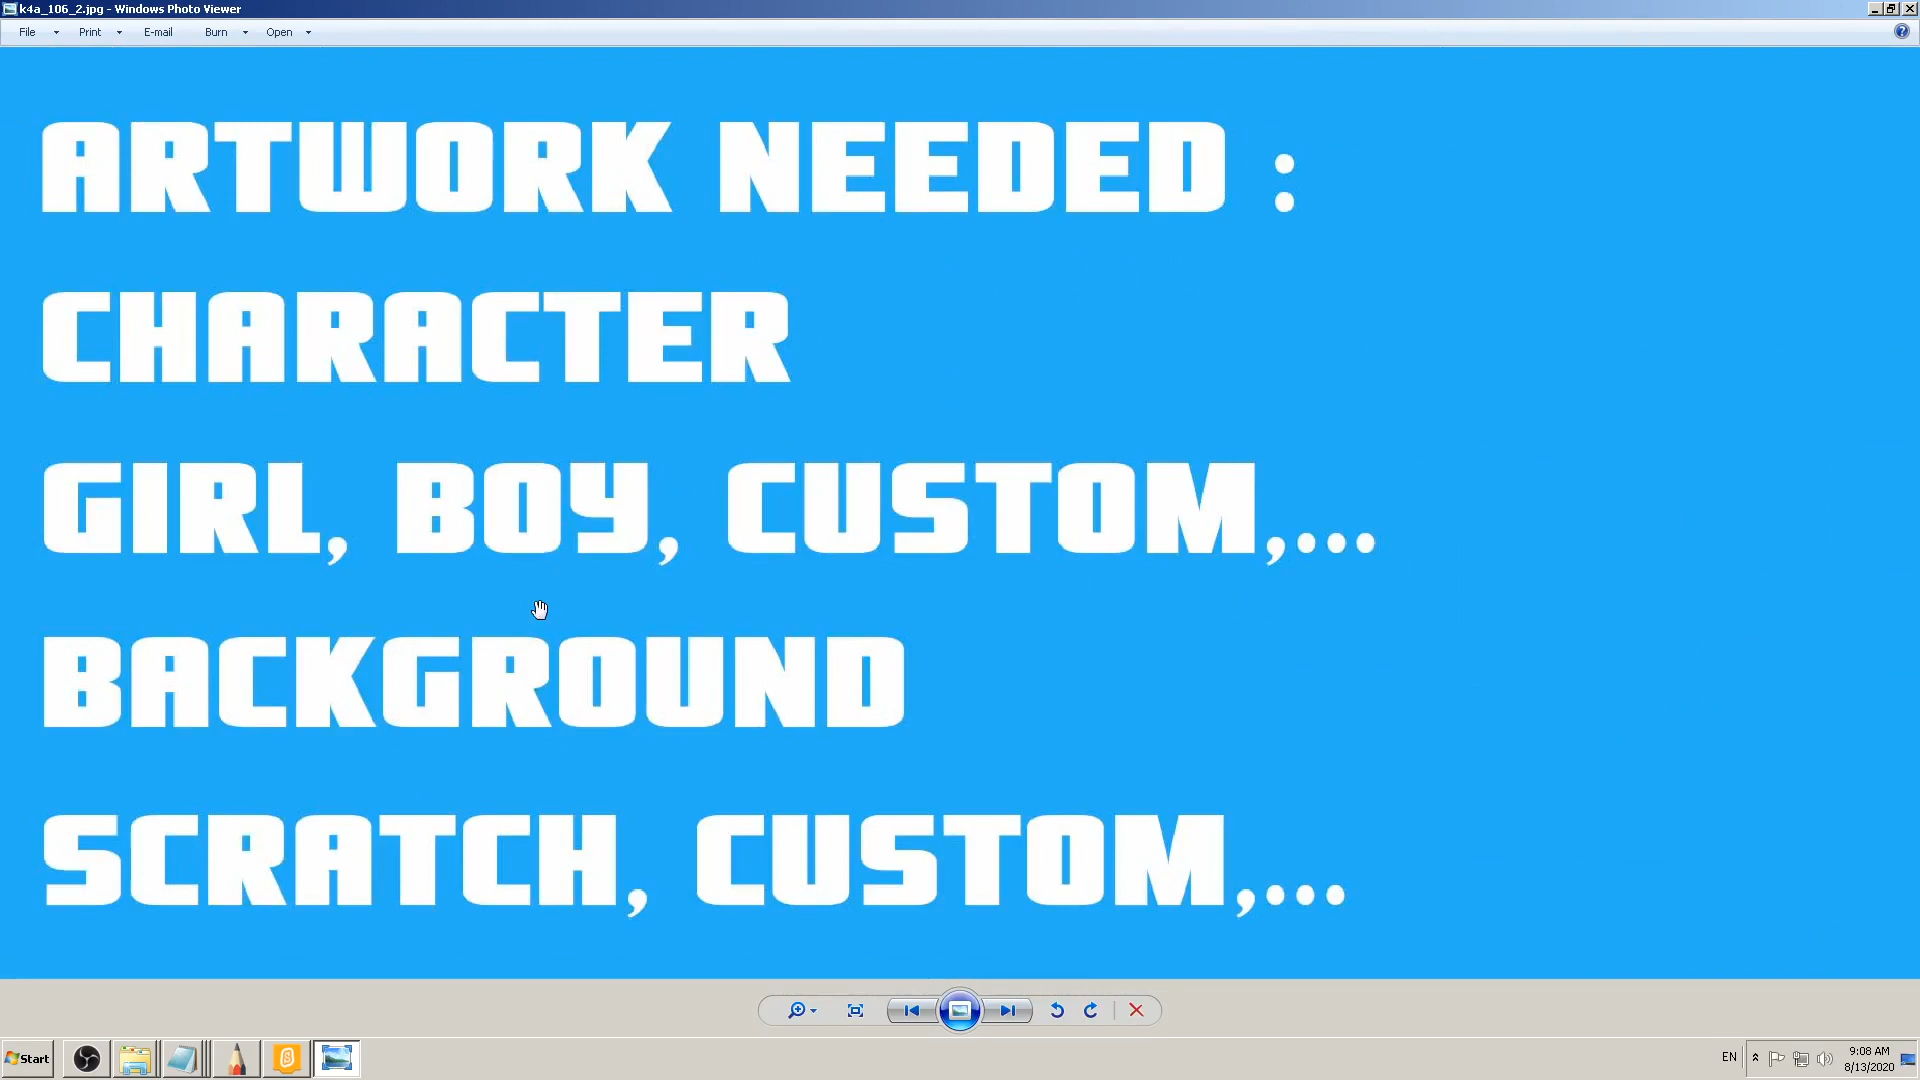 k4a_106_2.jpg - Windows Photo Viewer
File Print E-mail Burn Open
ARTWORK NEEDED :
CHARACTER
GIRL, BOY, CUSTOM,...
BACKGROUND
SCRATCH, CUSTOM,...
Start
EN
9:08 AM
8/13/2020